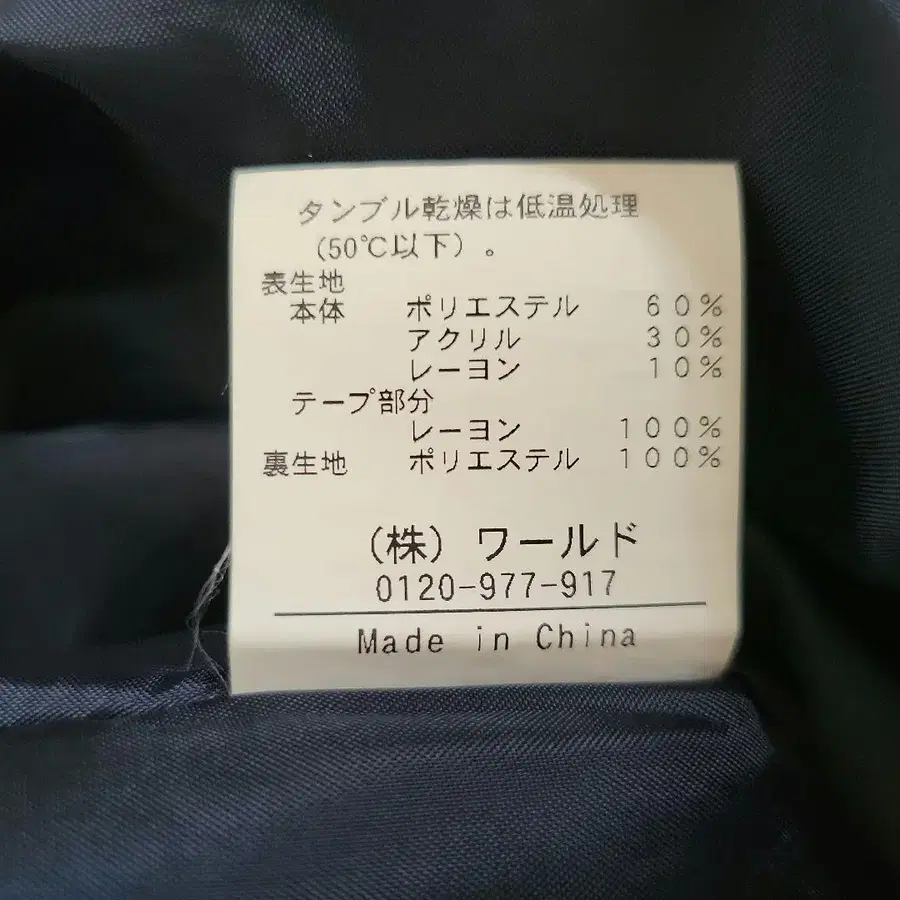 タンブル乾燥は低温処理
（50℃以下）。
表生地
本体 ポリエステル 60%
アクリル 30%
レーヨン 10%
テープ部分
レーヨン 100%
裏生地 ポリエステル 100%
（株）ワールド
0120-977-917
Made in China